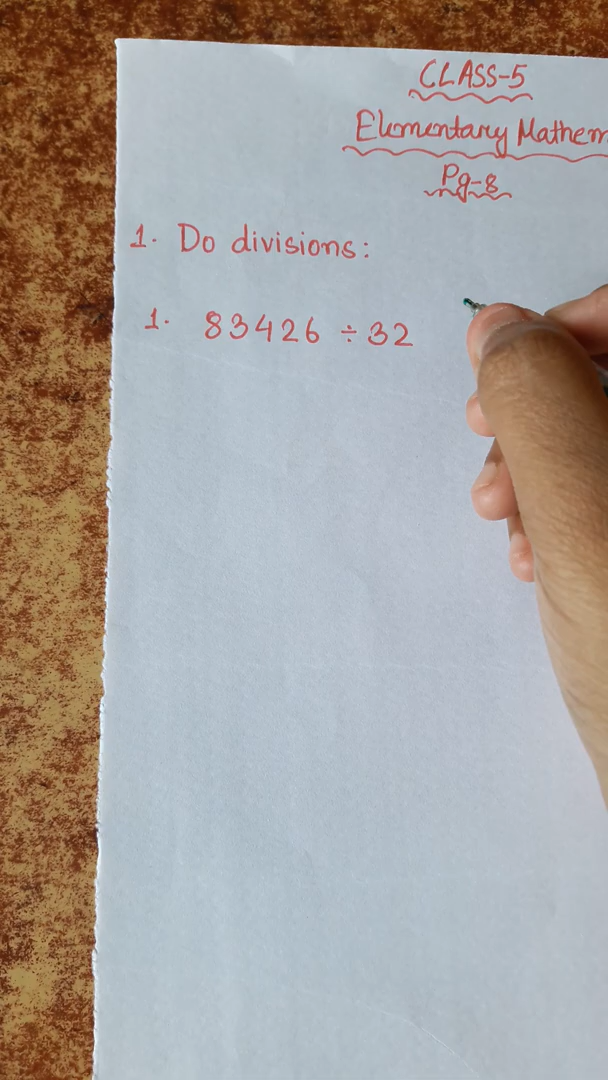 CLASS-5
Elementary Mathem
Pg-8
1. Do divisions:
1. 83426 ÷ 32